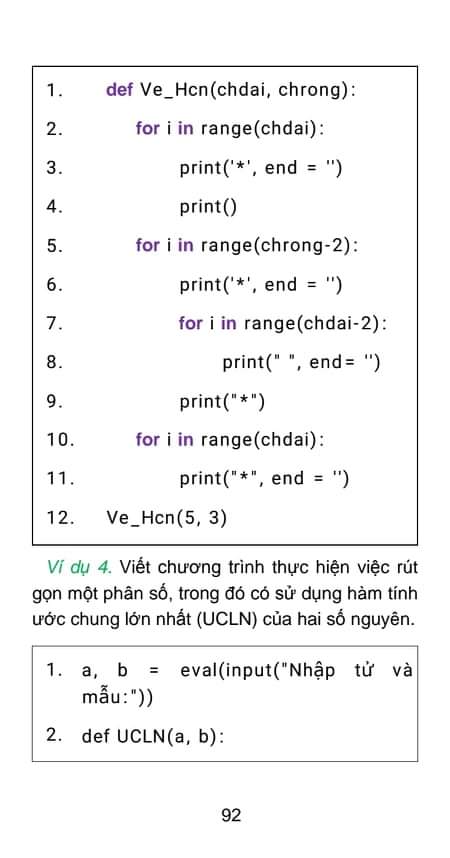 1. def Ve_Hcn(chdai, chrong):
2. for i in range(chdai):
3. print('*', end = '')
4. print()
5. for i in range(chrong-2):
6. print('*', end = '')
7. for i in range(chdai-2):
8. print(" ", end= '')
9. print("*")
10. for i in range(chdai):
11. print("*", end = '')
12. Ve_Hcn(5, 3)
Ví dụ 4. Viết chương trình thực hiện việc rút
gọn một phân số, trong đó có sử dụng hàm tính
ước chung lớn nhất (UCLN) của hai số nguyên.
1. a, b = eval(input("Nhập tử và
mẫu:"))
2. def UCLN(a, b):
92